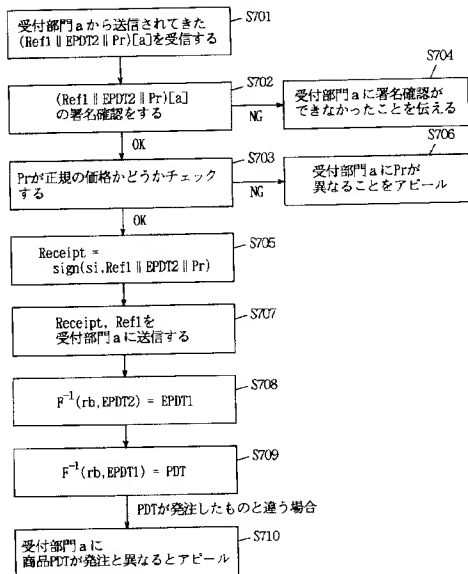 受付部門aから送信されてきた
(Ref1‖EPDT2‖Pr)[a]を受信する
S701
(Ref1‖EPDT2‖Pr)[a]
の署名確認をする
S702
NG
受付部門aに署名確認が
できなかったことを伝える
S704
OK
Prが正規の価格かどうかチェック
する
S703
NG
受付部門aにPrが
異なることをアピール
S706
OK
Receipt =
sign(si,Ref1‖EPDT2‖Pr)
S705
Receipt, Ref1を
受付部門aに送信する
S707
F⁻¹(rb,EPDT2) = EPDT1
S708
F⁻¹(rb,EPDT1) = PDT
S709
PDTが発注したものと違う場合
受付部門aに
商品PDTが発注と異なるとアピール
S710